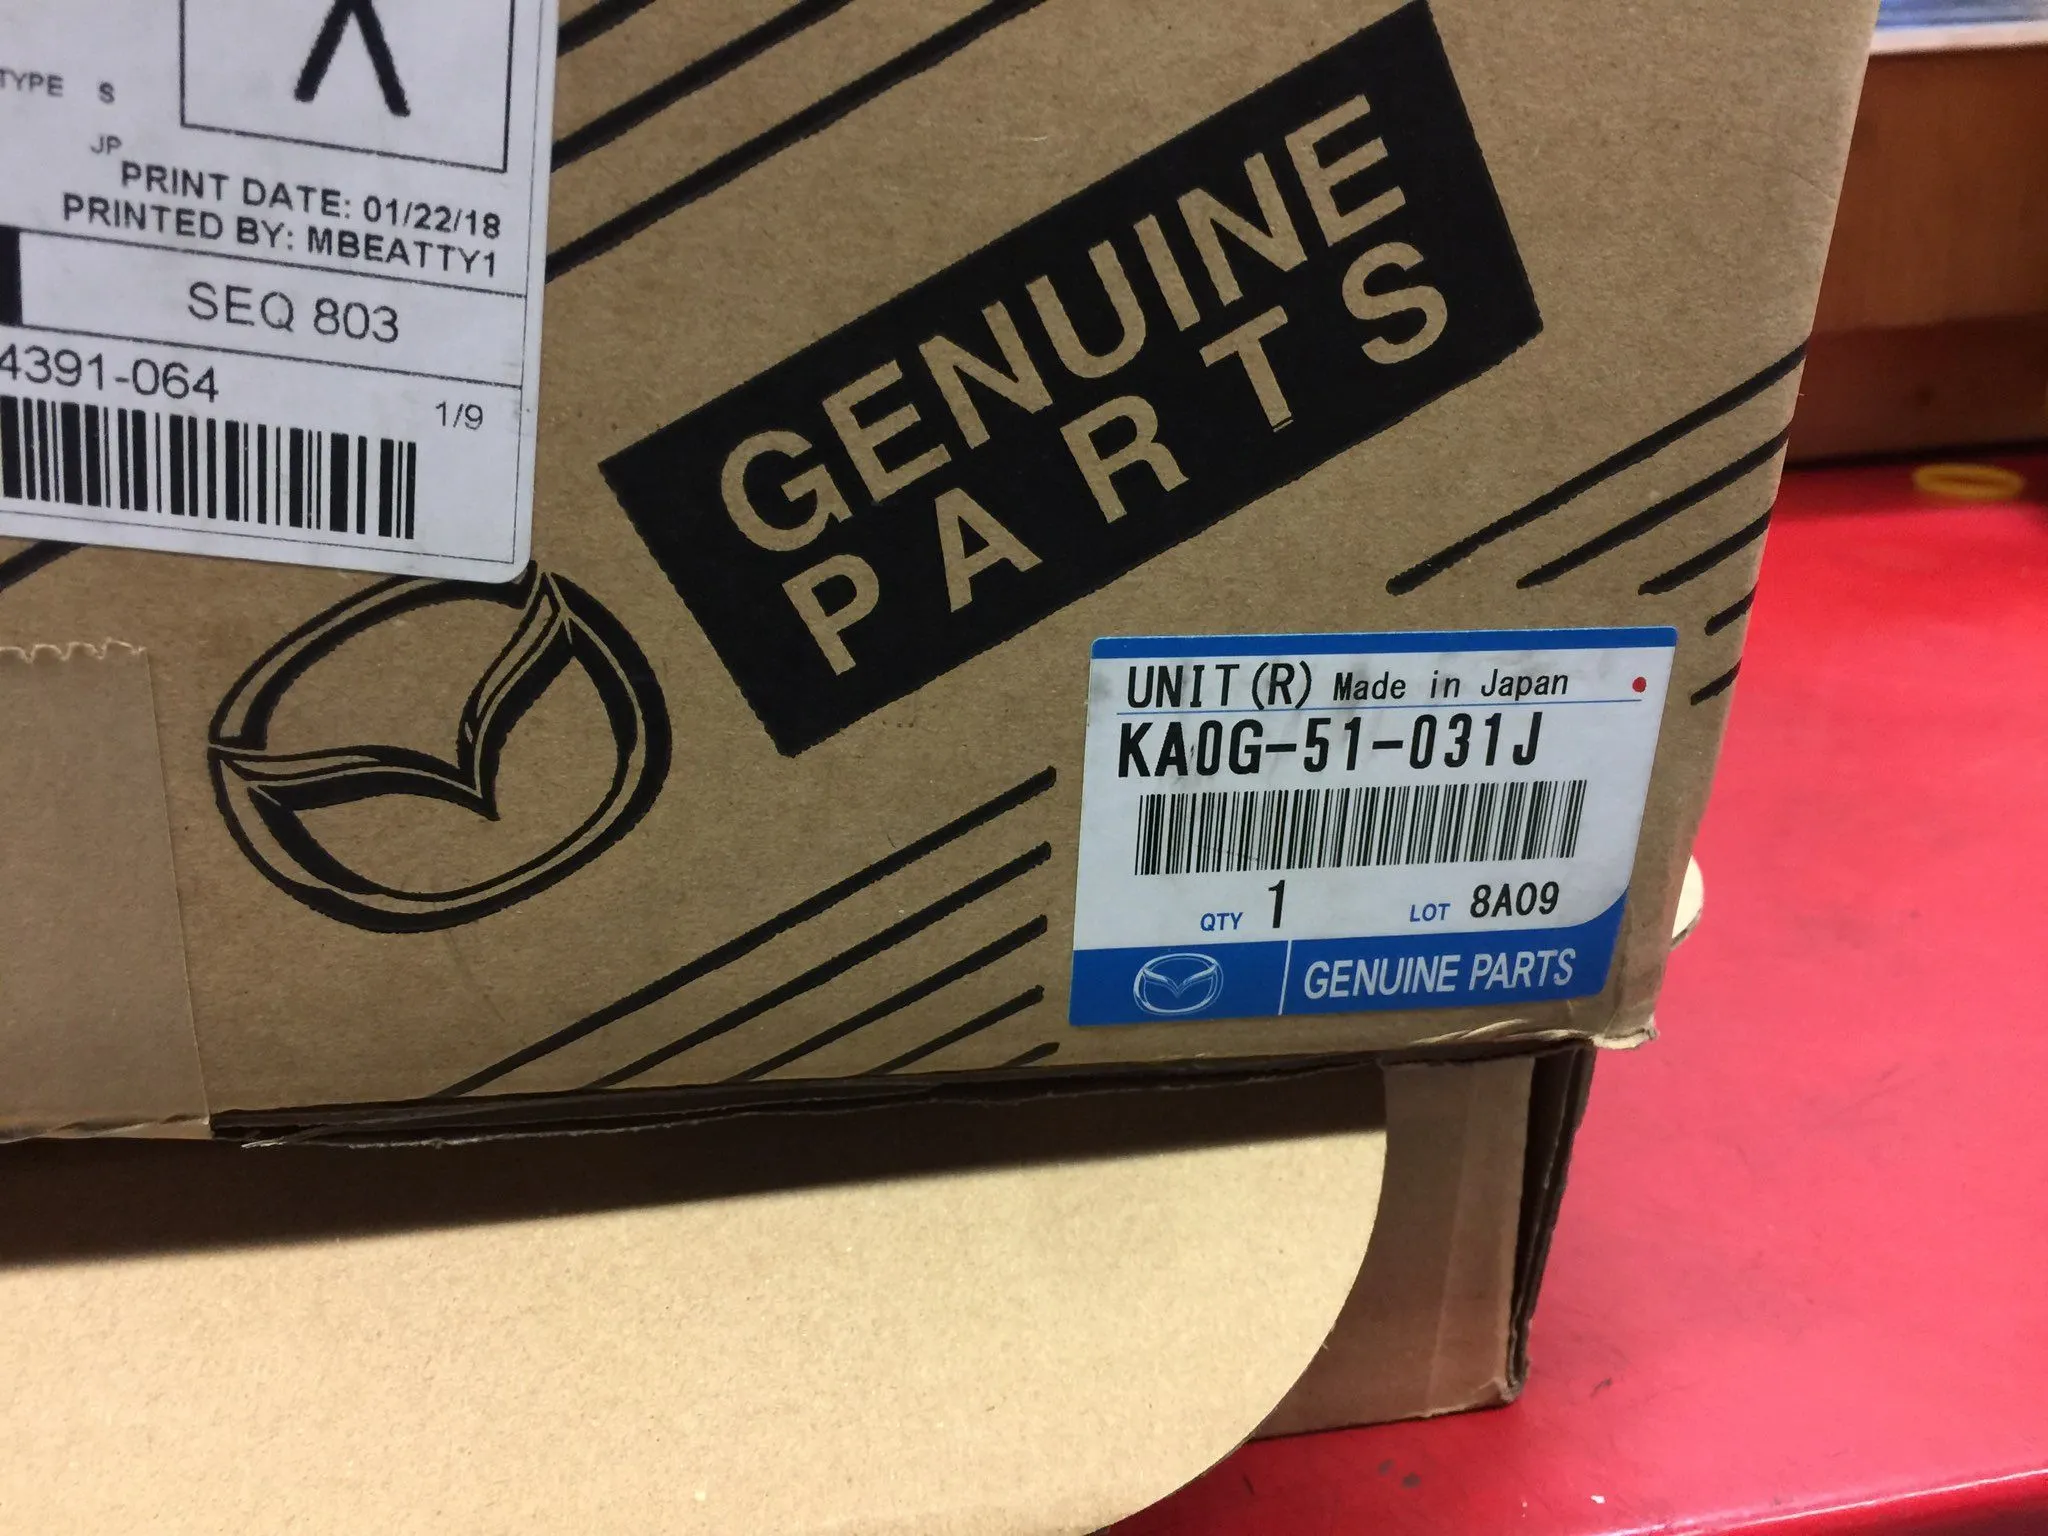 TYPE S
JP
PRINT DATE: 01/22/18
PRINTED BY: MBEATTY1
SEQ 803
4391-064
1/9
GENUINE
PARTS
UNIT(R) Made in Japan
KA0G-51-031J
QTY 1 LOT 8A09
GENUINE PARTS